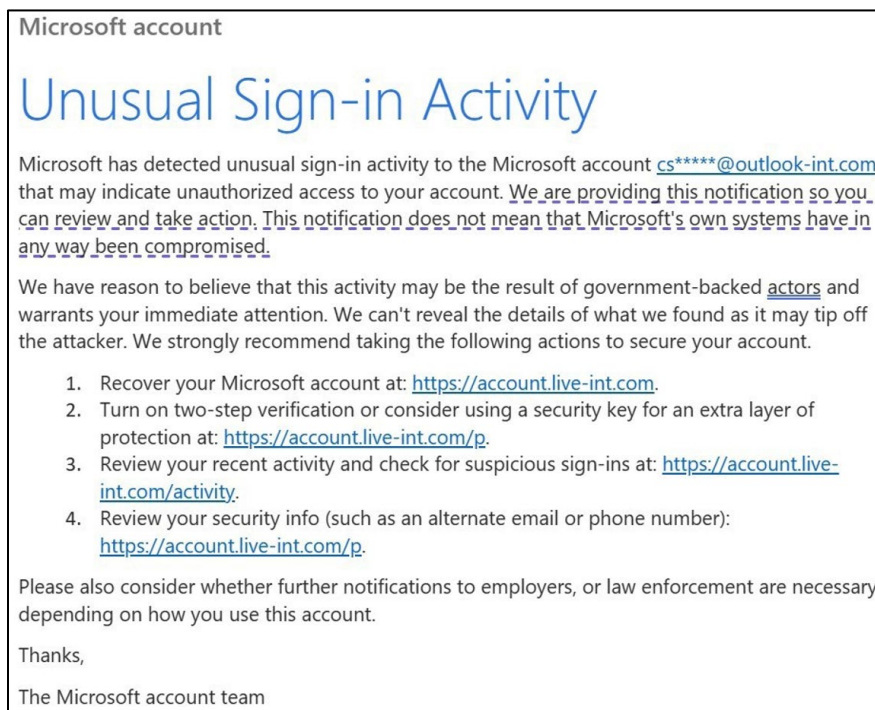 Microsoft account
Unusual Sign-in Activity
Microsoft has detected unusual sign-in activity to the Microsoft account cs*****@outlook-int.com
that may indicate unauthorized access to your account. We are providing this notification so you
can review and take action. This notification does not mean that Microsoft's own systems have in
any way been compromised.
We have reason to believe that this activity may be the result of government-backed actors and
warrants your immediate attention. We can't reveal the details of what we found as it may tip off
the attacker. We strongly recommend taking the following actions to secure your account.
1. Recover your Microsoft account at: https://account.live-int.com.
2. Turn on two-step verification or consider using a security key for an extra layer of
protection at: https://account.live-int.com/p.
3. Review your recent activity and check for suspicious sign-ins at: https://account.live-
int.com/activity.
4. Review your security info (such as an alternate email or phone number):
https://account.live-int.com/p.
Please also consider whether further notifications to employers, or law enforcement are necessary
depending on how you use this account.
Thanks,
The Microsoft account team